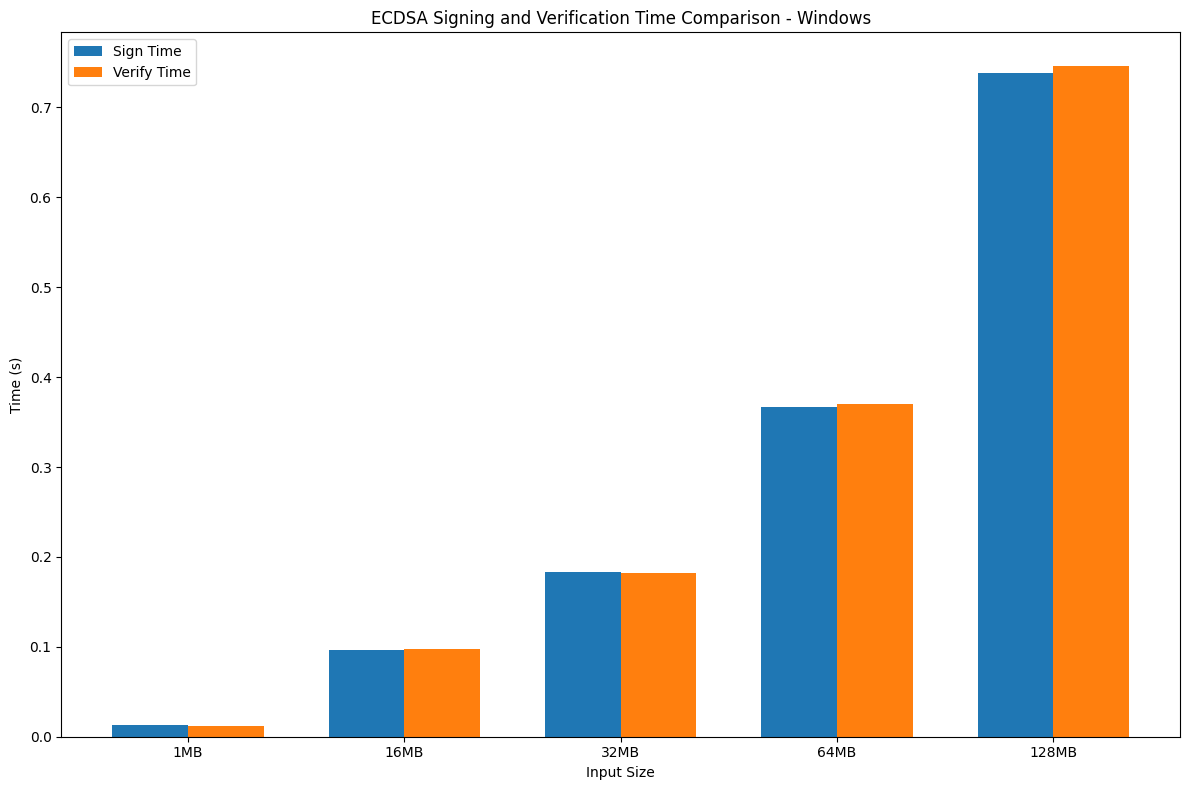 ECDSA Signing and Verification Time Comparison - Windows
Sign Time
Verify Time
0.7
0.6
0.5
0.4
0.3
0.2
0.1
0.0
Time (s)
1MB 16MB 32MB 64MB 128MB
Input Size